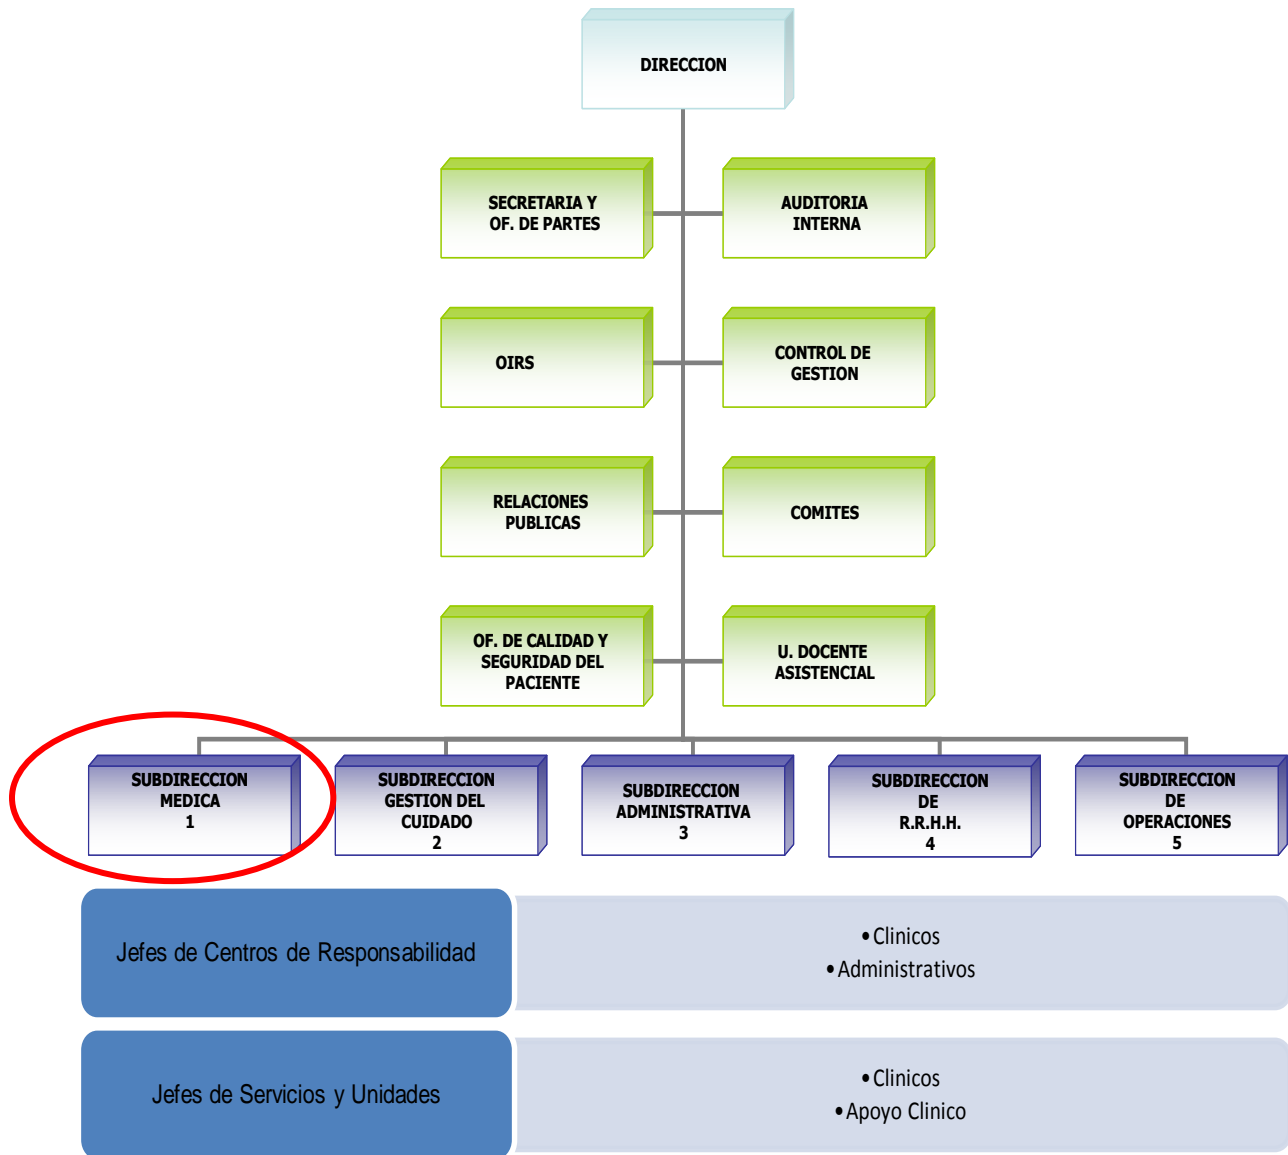 DIRECCION
SECRETARIA Y
OF. DE PARTES
AUDITORIA
INTERNA
OIRS
CONTROL DE
GESTION
RELACIONES
PUBLICAS
COMITES
OF. DE CALIDAD Y
SEGURIDAD DEL
PACIENTE
U. DOCENTE
ASISTENCIAL
SUBDIRECCION
MEDICA
1
SUBDIRECCION
GESTION DEL
CUIDADO
2
SUBDIRECCION
ADMINISTRATIVA
3
SUBDIRECCION
DE
R.R.H.H.
4
SUBDIRECCION
DE
OPERACIONES
5
Jefes de Centros de Responsabilidad
•Clinicos
•Administrativos
Jefes de Servicios y Unidades
•Clinicos
•Apoyo Clinico